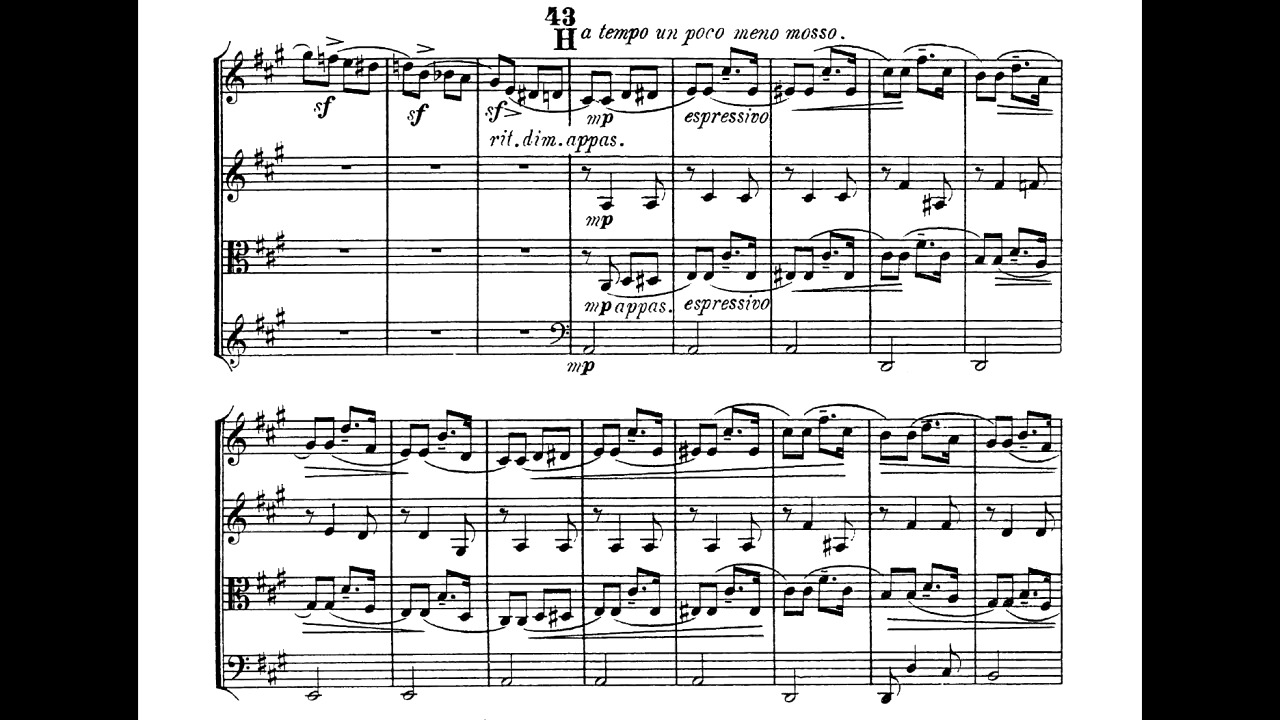 43
H a tempo un poco meno mosso.
sf sf sf mp espressivo
rit. dim. appas.
mp
mp appas. espressivo
mp